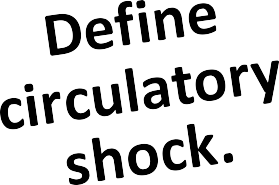 Define
circulatory
shock.